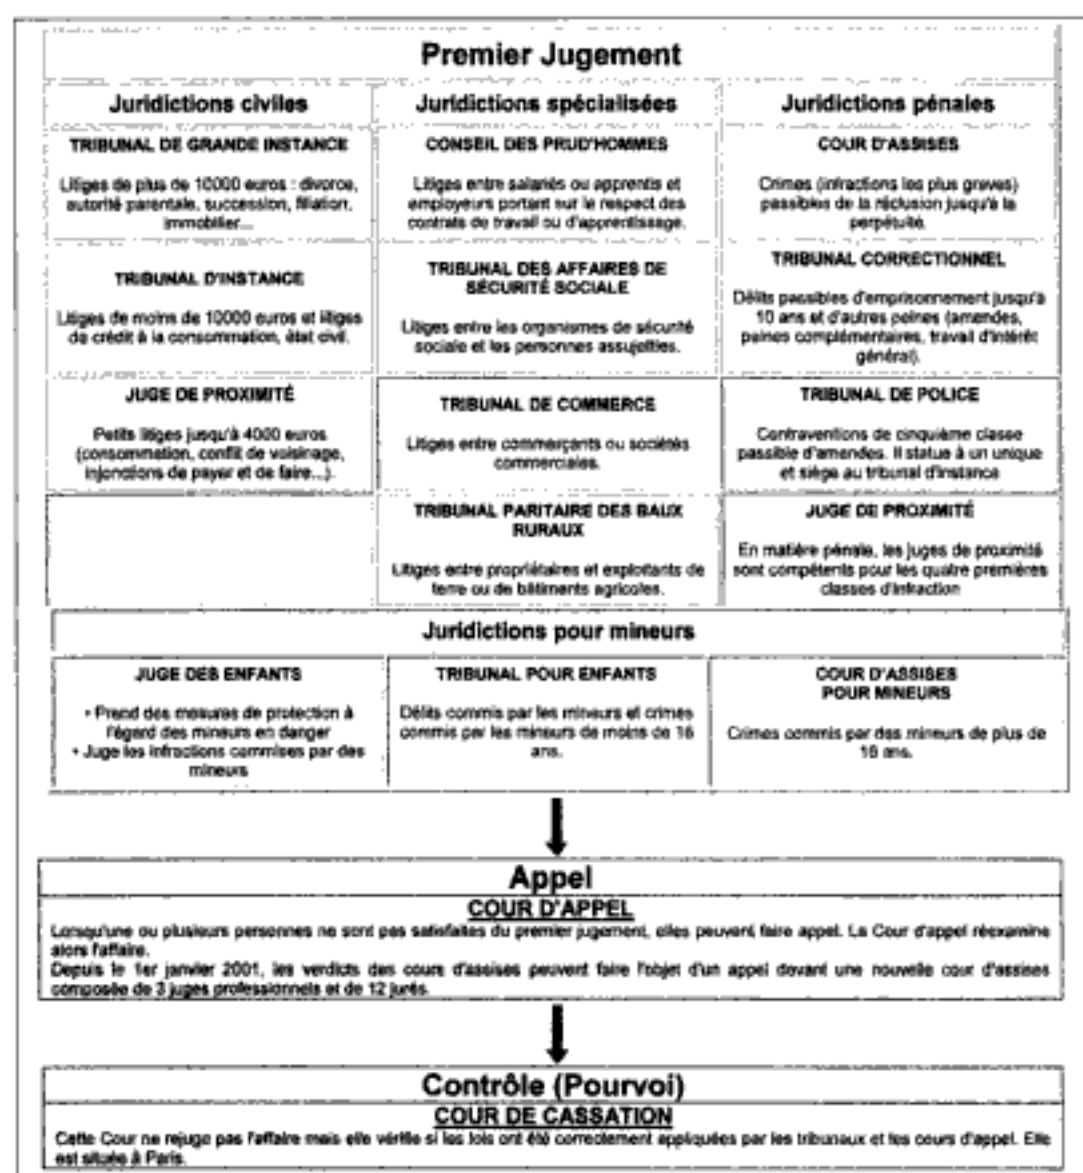 Premier Jugement
Juridictions civiles
Juridictions spécialisées
Juridictions pénales
TRIBUNAL DE GRANDE INSTANCE
Litiges de plus de 10000 euros : divorce,
autorité parentale, succession, filiation,
immobilier...
CONSEIL DES PRUD'HOMMES
Litiges entre salariés ou apprentis et
employeurs portant sur le respect des
contrats de travail ou d'apprentissage.
COUR D'ASSISES
Crimes (infractions les plus graves)
passibles de la réclusion jusqu'à la
perpétuité.
TRIBUNAL D'INSTANCE
Litiges de moins de 10000 euros et litiges
de crédit à la consommation, état civil.
TRIBUNAL DES AFFAIRES DE
SÉCURITÉ SOCIALE
Litiges entre les organismes de sécurité
sociale et les personnes assujetties.
TRIBUNAL CORRECTIONNEL
Délits passibles d'emprisonnement jusqu'à
10 ans et d'autres peines (amendes,
peines complémentaires, travail d'intérêt
général).
JUGE DE PROXIMITÉ
Petits litiges jusqu'à 4000 euros
(consommation, conflit de voisinage,
injonctions de payer et de faire...).
TRIBUNAL DE COMMERCE
Litiges entre commerçants ou sociétés
commerciales.
TRIBUNAL DE POLICE
Contraventions de cinquième classe
passible d'amendes. Il statue à un unique
et siège au tribunal d'instance
TRIBUNAL PARITAIRE DES BAUX
RURAUX
Litiges entre propriétaires et exploitants de
terre ou de bâtiments agricoles.
JUGE DE PROXIMITÉ
En matière pénale, les juges de proximité
sont compétents pour les quatre premières
classes d'infraction
Juridictions pour mineurs
JUGE DES ENFANTS
• Prend des mesures de protection à
l'égard des mineurs en danger
• Juge les infractions commises par des
mineurs
TRIBUNAL POUR ENFANTS
Délits commis par les mineurs et crimes
commis par les mineurs de moins de 16
ans.
COUR D'ASSISES
POUR MINEURS
Crimes commis par des mineurs de plus de
16 ans.
Appel
COUR D'APPEL
Lorsqu'une ou plusieurs personnes ne sont pas satisfaites du premier jugement, elles peuvent faire appel. La Cour d'appel réexamine
alors l'affaire.
Depuis le 1er janvier 2001, les verdicts des cours d'assises peuvent faire l'objet d'un appel devant une nouvelle cour d'assises
composée de 3 juges professionnels et de 12 jurés.
Contrôle (Pourvoi)
COUR DE CASSATION
Cette Cour ne rejuge pas l'affaire mais elle vérifie si les lois ont été correctement appliquées par les tribunaux et les cours d'appel. Elle
est située à Paris.